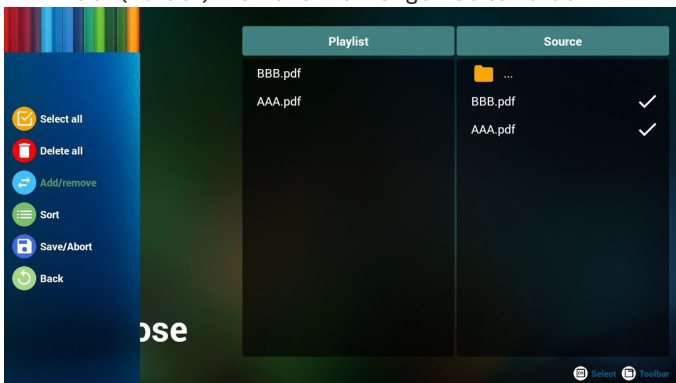 Playlist
Source
BBB.pdf
AAA.pdf
...
BBB.pdf
AAA.pdf
Select all
Delete all
Add/remove
Sort
Save/Abort
Back
ose
Select
Toolbar